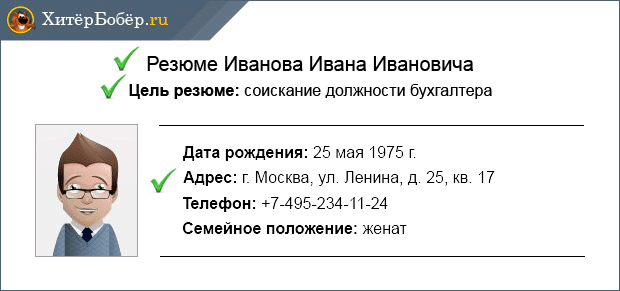 ХитёрБобёр.ru
Резюме Иванова Ивана Ивановича
Цель резюме: соискание должности бухгалтера
Дата рождения: 25 мая 1975 г.
Адрес: г. Москва, ул. Ленина, д. 25, кв. 17
Телефон: +7-495-234-11-24
Семейное положение: женат